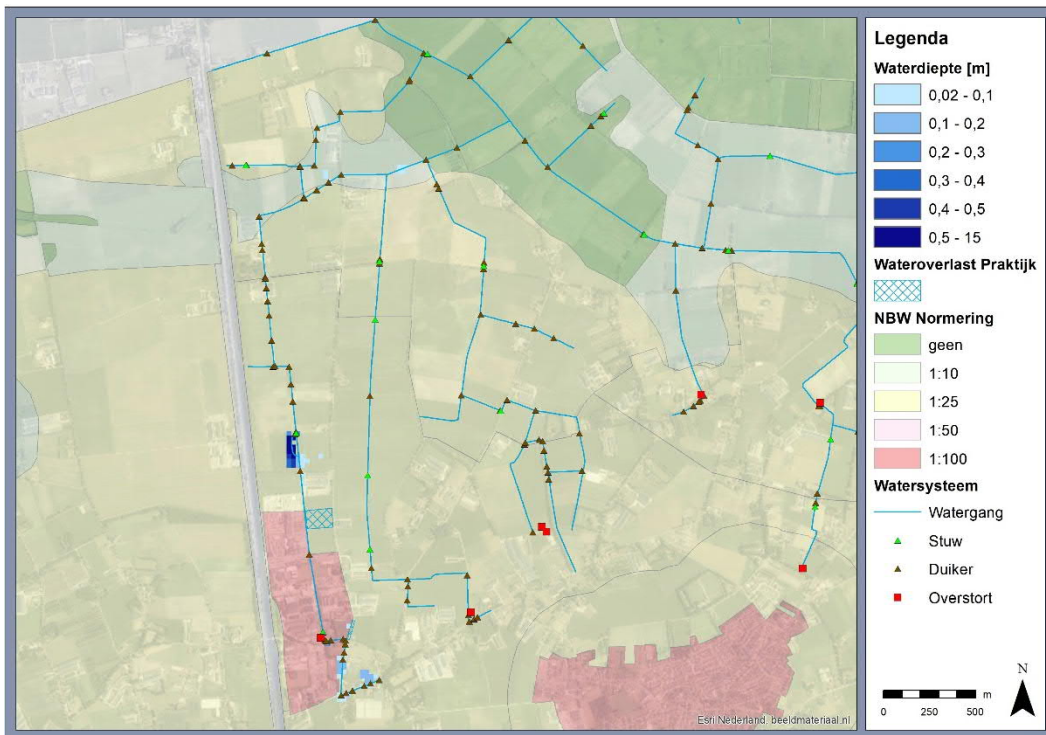 Legenda
Waterdiepte [m]
0,02 - 0,1
0,1 - 0,2
0,2 - 0,3
0,3 - 0,4
0,4 - 0,5
0,5 - 15
Wateroverlast Praktijk
NBW Normering
geen
1:10
1:25
1:50
1:100
Watersysteem
Watergang
Stuw
Duiker
Overstort
N
m
0 250 500
Esri Nederland, beeldmateriaal.nl